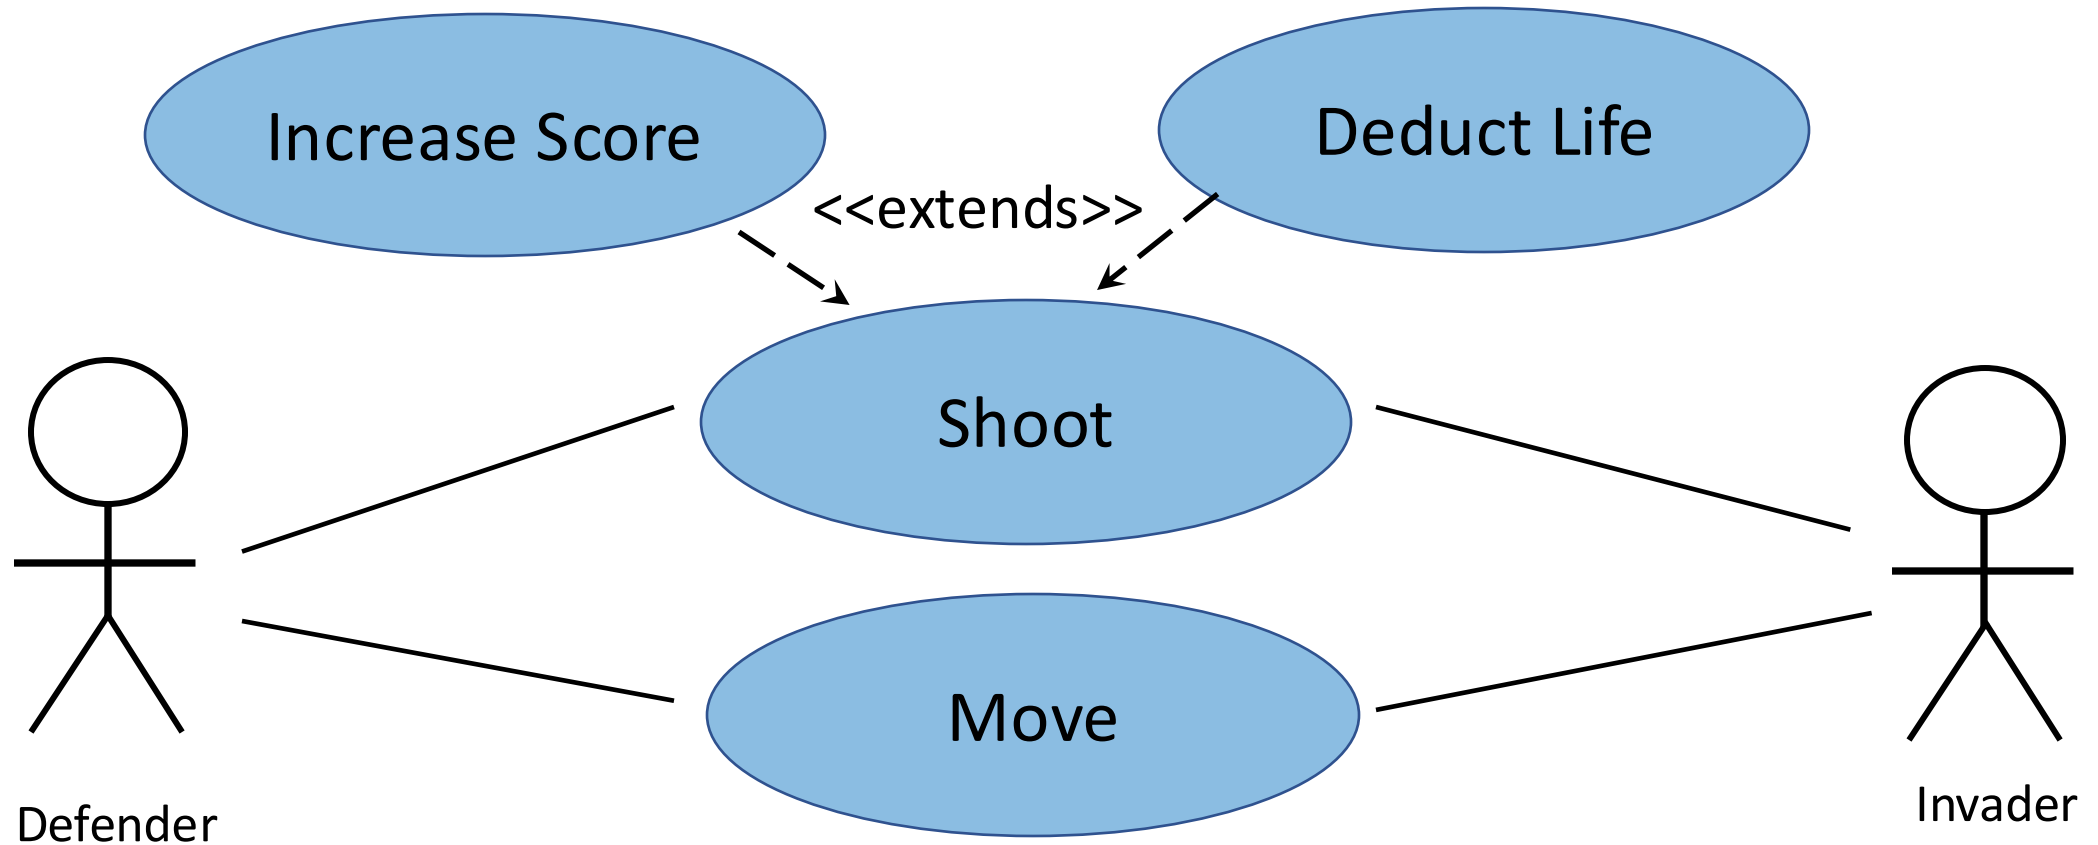 Increase Score
Deduct Life
<<extends>>
Shoot
Move
Defender
Invader